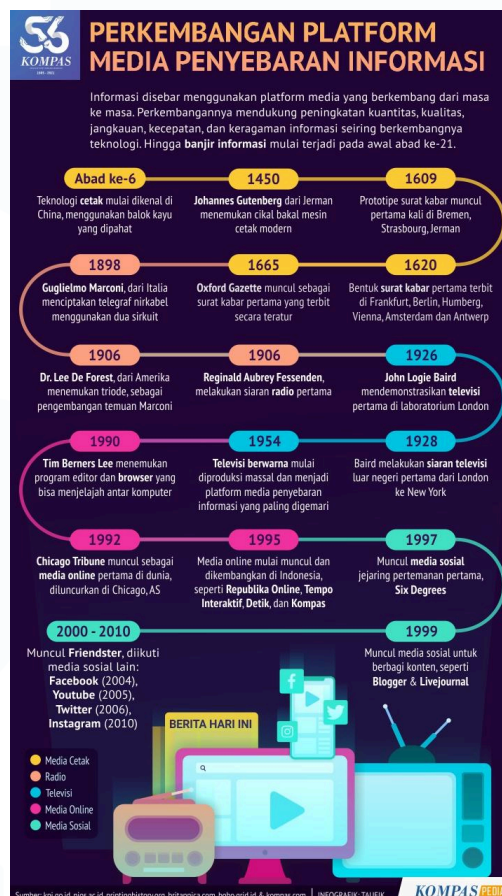 56
KOMPAS
PERKEMBANGAN PLATFORM
MEDIA PENYEBARAN INFORMASI
Informasi disebar menggunakan platform media yang berkembang dari masa
ke masa. Perkembangannya mendukung peningkatan kuantitas, kualitas,
jangkauan, kecepatan, dan keragaman informasi seiring berkembangnya
teknologi. Hingga banjir informasi mulai terjadi pada awal abad ke-21.
Abad ke-6
Teknologi cetak mulai dikenal di
China, menggunakan balok kayu
yang dipahat
1450
Johannes Gutenberg dari Jerman
menemukan cikal bakal mesin
cetak modern
1609
Prototipe surat kabar muncul
pertama kali di Bremen,
Strasbourg, Jerman
1620
Bentuk surat kabar pertama terbit
di Frankfurt, Berlin, Humberg,
Vienna, Amsterdam dan Antwerp
1665
Oxford Gazette muncul sebagai
surat kabar pertama yang terbit
secara teratur
1898
Guglielmo Marconi, dari Italia
menciptakan telegraf nirkabel
menggunakan dua sirkuit
1906
Dr. Lee De Forest, dari Amerika
menemukan triode, sebagai
pengembangan temuan Marconi
1906
Reginald Aubrey Fessenden,
melakukan siaran radio pertama
1926
John Logie Baird
mendemonstrasikan televisi
pertama di laboratorium London
1928
Baird melakukan siaran televisi
luar negeri pertama dari London
ke New York
1954
Televisi berwarna mulai
diproduksi massal dan menjadi
platform media penyebaran
informasi yang paling digemari
1990
Tim Berners Lee menemukan
program editor dan browser yang
bisa menjelajah antar komputer
1992
Chicago Tribune muncul sebagai
media online pertama di dunia,
diluncurkan di Chicago, AS
1995
Media online mulai muncul dan
dikembangkan di Indonesia,
seperti Republika Online, Tempo
Interaktif, Detik, dan Kompas
1997
Muncul media sosial
jejaring pertemanan pertama,
Six Degrees
1999
Muncul media sosial untuk
berbagi konten, seperti
Blogger & Livejournal
2000 - 2010
Muncul Friendster, diikuti
media sosial lain:
Facebook (2004),
Youtube (2005),
Twitter (2006),
Instagram (2010)
BERITA HARI INI
Media Cetak
Radio
Televisi
Media Online
Media Sosial
INFOGRAFIK: TAUFIK
KOMPASPEDIA